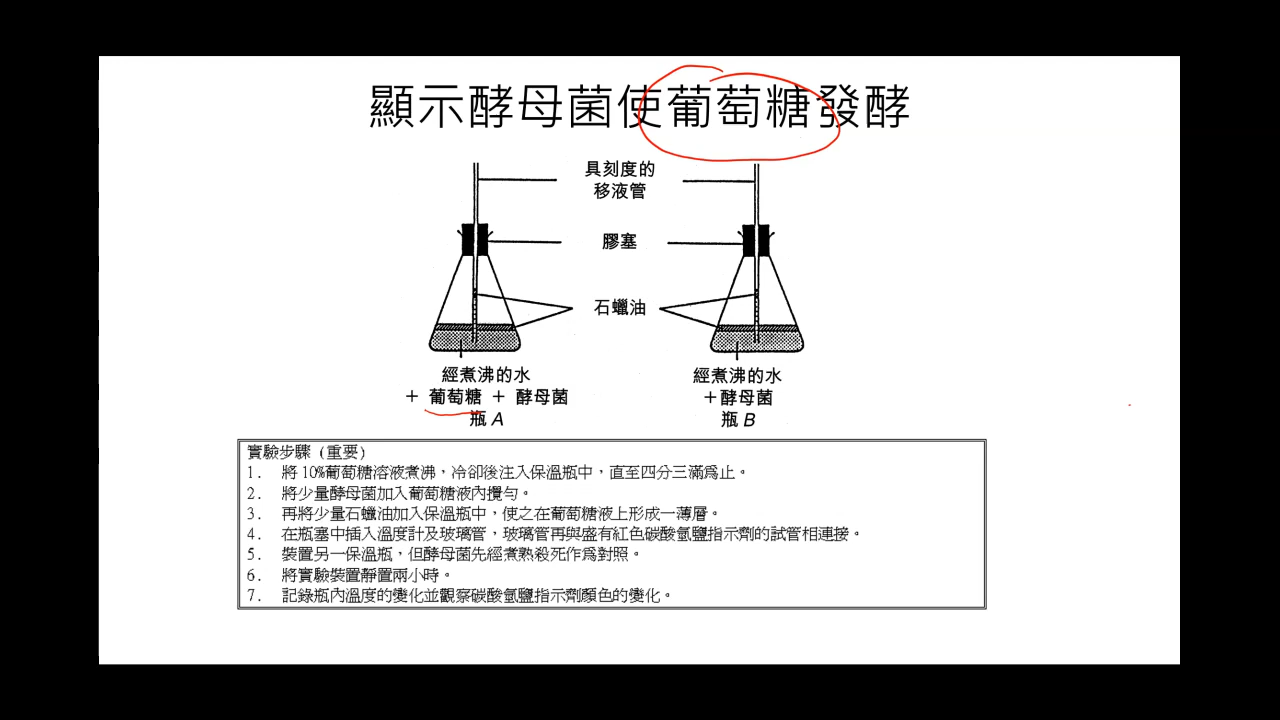 顯示酵母菌使葡萄糖發酵
具刻度的
移液管
膠塞
石蠟油
經煮沸的水
+ 葡萄糖 + 酵母菌
瓶 A
經煮沸的水
+酵母菌
瓶 B
實驗步驟 (重要)
1. 將10%葡萄糖溶液煮沸,冷卻後注入保溫瓶中,直至四分三滿為止。
2. 將少量酵母菌加入葡萄糖液內攪勻。
3. 再將少量石蠟油加入保溫瓶中,使之在葡萄糖液上形成一薄層。
4. 在瓶塞中插入溫度計及玻璃管,玻璃管再與盛有紅色碳酸氫鹽指示劑的試管相連接。
5. 裝置另一保溫瓶,但酵母菌先經煮熟殺死作為對照。
6. 將實驗裝置靜置兩小時。
7. 記錄瓶內溫度的變化並觀察碳酸氫鹽指示劑顏色的變化。